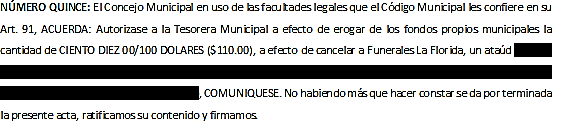 NÚMERO QUINCE: El Concejo Municipal en uso de las facultades legales que el Código Municipal les confiere en su
Art. 91, ACUERDA: Autorizase a la Tesorera Municipal a efecto de erogar de los fondos propios municipales la
cantidad de CIENTO DIEZ 00/100 DOLARES ($110.00), a efecto de cancelar a Funerales La Florida, un ataúd
, COMUNIQUESE. No habiendo más que hacer constar se da por terminada
la presente acta, ratificamos su contenido y firmamos.